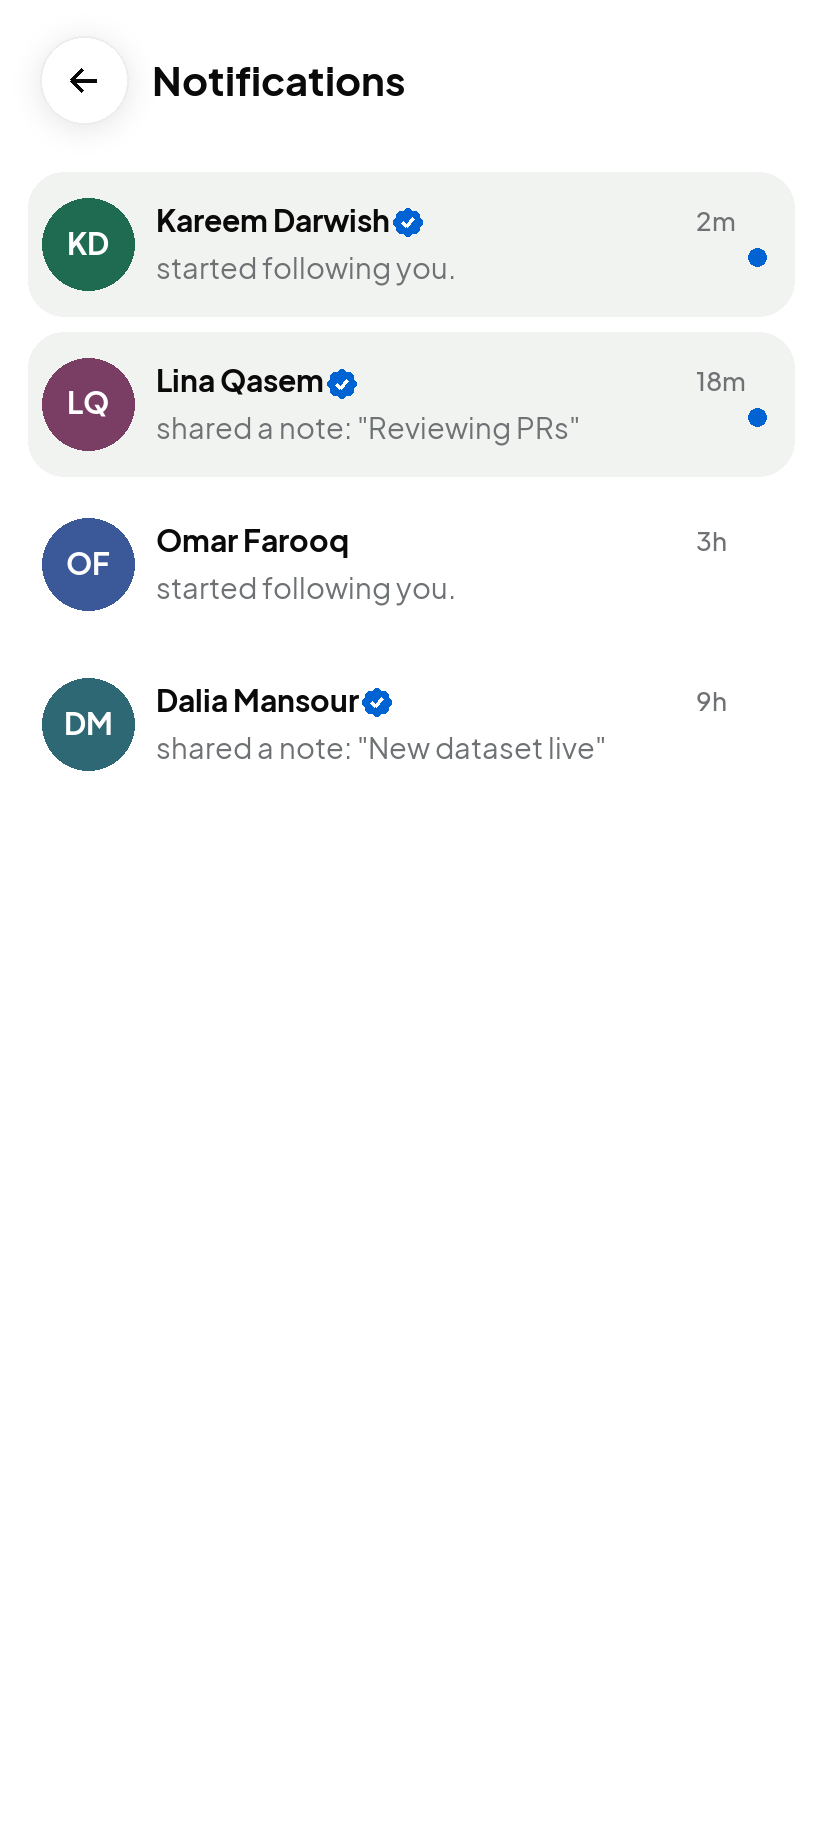 Notifications
KD
Kareem Darwish
2m
started following you.
LQ
Lina Qasem
18m
shared a note: "Reviewing PRs"
OF
Omar Farooq
3h
started following you.
DM
Dalia Mansour
9h
shared a note: "New dataset live"